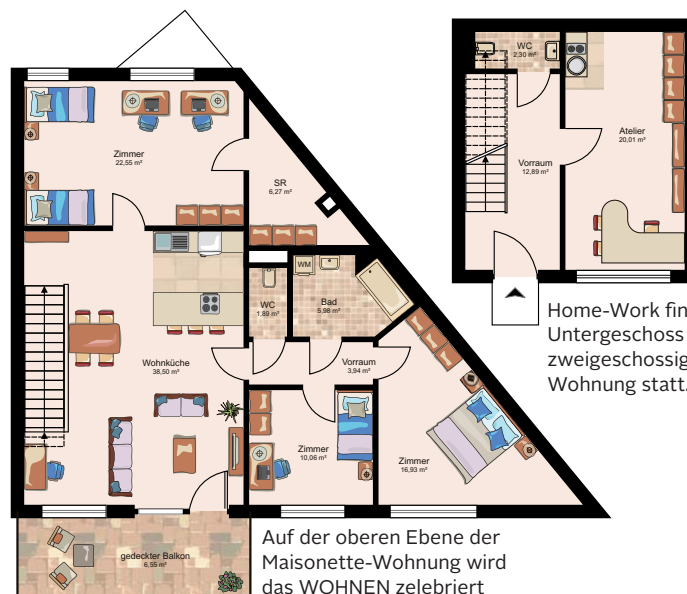 Zimmer
22,55 m²
SR
6,27 m²
WC
2,30 m²
Atelier
20,01 m²
Vorraum
12,89 m²
WM
WC
1,89 m²
Bad
5,98 m²
Wohnküche
38,50 m²
Vorraum
3,94 m²
Zimmer
10,06 m²
Zimmer
16,93 m²
gedeckter Balkon
6,55 m²
Home-Work fin
Untergeschoss
zweigeschossig
Wohnung statt.
Auf der oberen Ebene der
Maisonette-Wohnung wird
das WOHNEN zelebriert